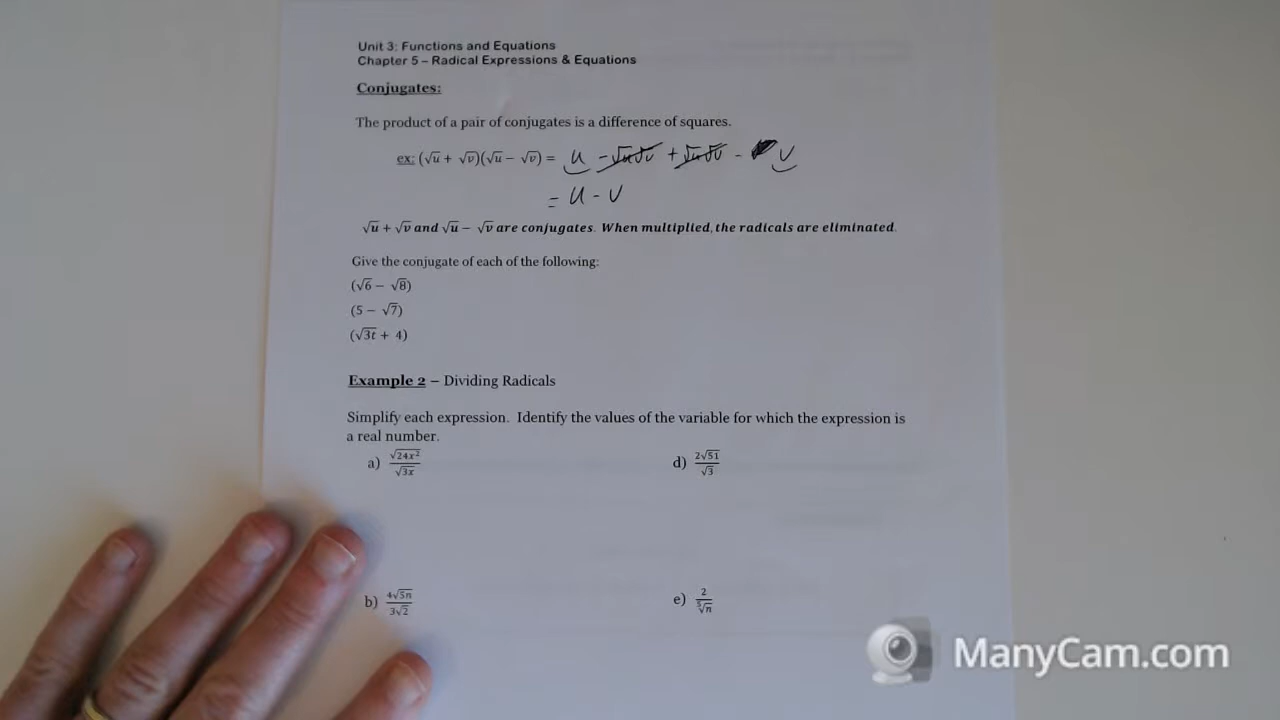 Unit 3: Functions and Equations
Chapter 5 – Radical Expressions & Equations
Conjugates:
The product of a pair of conjugates is a difference of squares.
ex: (√u + √v)(√u − √v) = u − √u√v + √u√v − v
= u − v
√u + √v and √u − √v are conjugates. When multiplied, the radicals are eliminated.
Give the conjugate of each of the following:
(√6 − √8)
(5 − √7)
(√3t + 4)
Example 2 – Dividing Radicals
Simplify each expression. Identify the values of the variable for which the expression is
a real number.
a) √24x² / √3x
d) 2√51 / √3
b) 4√5n / 3√2
e) 2 / ∛n
ManyCam.com